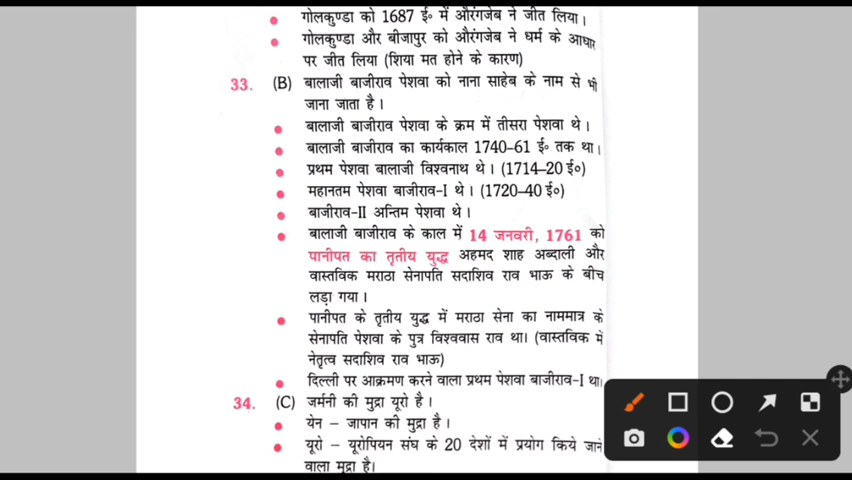 गोलकुण्डा को 1687 ई० में औरंगजेब ने जीत लिया।
गोलकुण्डा और बीजापुर को औरंगजेब ने धर्म के आधार
पर जीत लिया (शिया मत होने के कारण)
33. (B) बालाजी बाजीराव पेशवा को नाना साहेब के नाम से भी
जाना जाता है।
बालाजी बाजीराव पेशवा के क्रम में तीसरा पेशवा थे।
बालाजी बाजीराव का कार्यकाल 1740–61 ई० तक था।
प्रथम पेशवा बालाजी विश्वनाथ थे। (1714–20 ई०)
महानतम पेशवा बाजीराव-I थे। (1720–40 ई०)
बाजीराव-II अन्तिम पेशवा थे।
बालाजी बाजीराव के काल में 14 जनवरी, 1761 को
पानीपत का तृतीय युद्ध अहमद शाह अब्दाली और
वास्तविक मराठा सेनापति सदाशिव राव भाऊ के बीच
लड़ा गया।
पानीपत के तृतीय युद्ध में मराठा सेना का नाममात्र के
सेनापति पेशवा के पुत्र विश्ववास राव था। (वास्तविक में
नेतृत्व सदाशिव राव भाऊ)
दिल्ली पर आक्रमण करने वाला प्रथम पेशवा बाजीराव-I था।
34. (C) जर्मनी की मुद्रा यूरो है।
येन – जापान की मुद्रा है।
यूरो – यूरोपियन संघ के 20 देशों में प्रयोग किये जाने
वाला मुद्रा है।